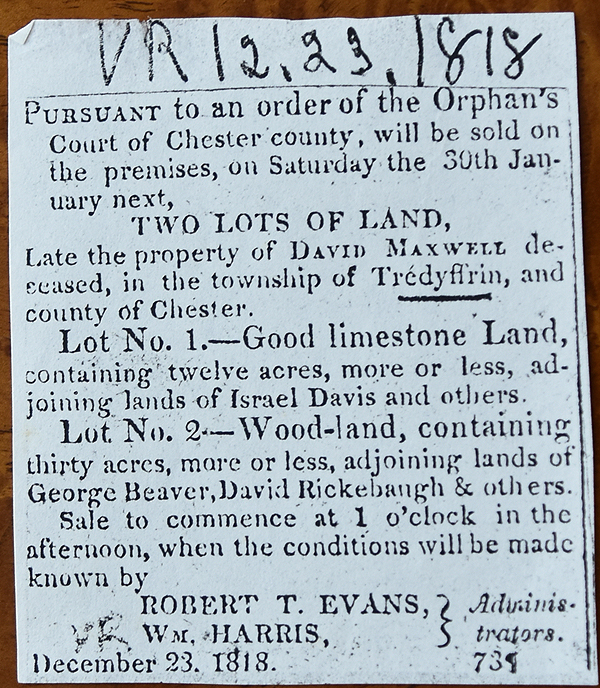 VR 12.23.1818
PURSUANT to an order of the Orphan's
Court of Chester county, will be sold on
the premises, on Saturday the 30th Jan-
uary next,
TWO LOTS OF LAND,
Late the property of DAVID MAXWELL de-
ceased, in the township of Trédyffrin, and
county of Chester.
Lot No. 1.—Good limestone Land,
containing twelve acres, more or less, ad-
joining lands of Israel Davis and others.
Lot No. 2—Wood-land, containing
thirty acres, more or less, adjoining lands of
George Beaver, David Rickebaugh & others.
Sale to commence at 1 o'clock in the
afternoon, when the conditions will be made
known by
ROBERT T. EVANS, } Adminis-
VR WM. HARRIS, } trators.
December 23. 1818. 73¶